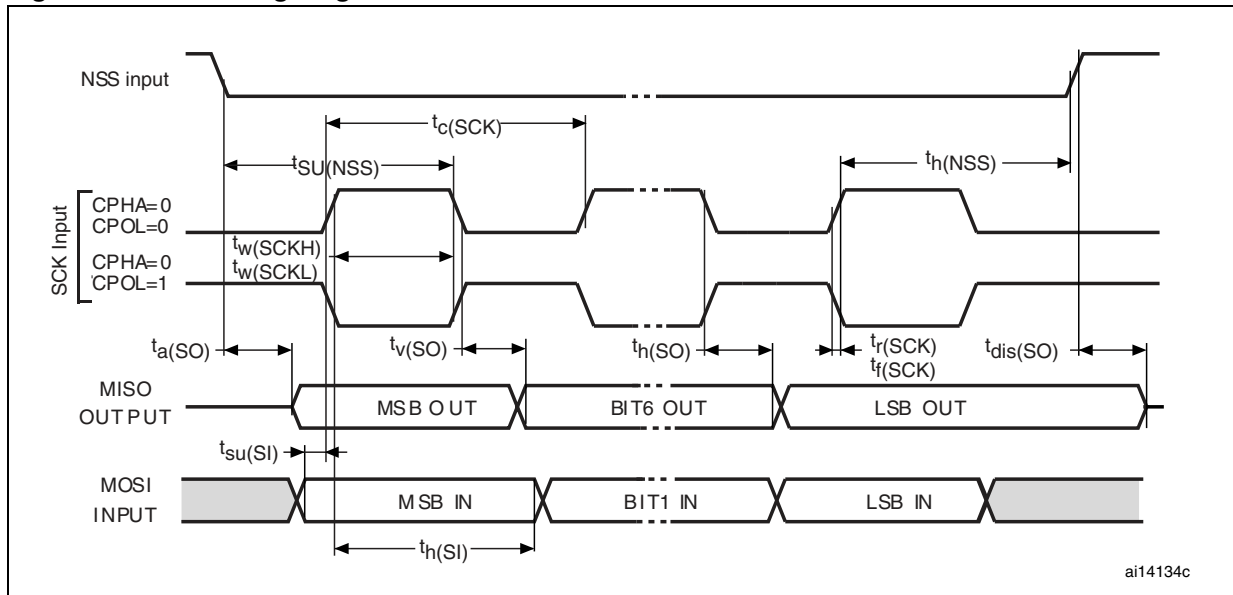 NSS input
tc(SCK)
tSU(NSS)
th(NSS)
SCK Input
CPHA=0
CPOL=0
tw(SCKH)
tw(SCKL)
CPHA=0
CPOL=1
ta(SO)
tv(SO)
th(SO)
tr(SCK)
tf(SCK)
tdis(SO)
MISO
OUTPUT
MSB OUT
BIT6 OUT
LSB OUT
tsu(SI)
MOSI
INPUT
MSB IN
BIT1 IN
LSB IN
th(SI)
ai14134c